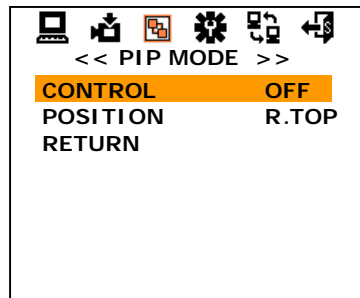 << PIP MODE >>
CONTROL OFF
POSITION R.TOP
RETURN